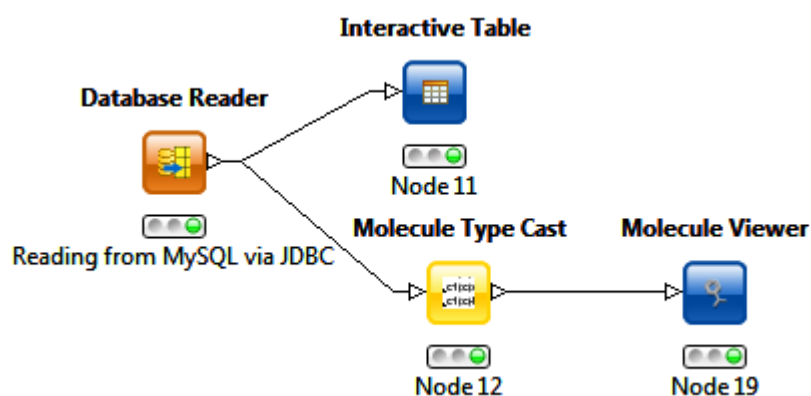 Interactive Table
Database Reader
Node 11
Reading from MySQL via JDBC
Molecule Type Cast
Molecule Viewer
Node 12
Node 19